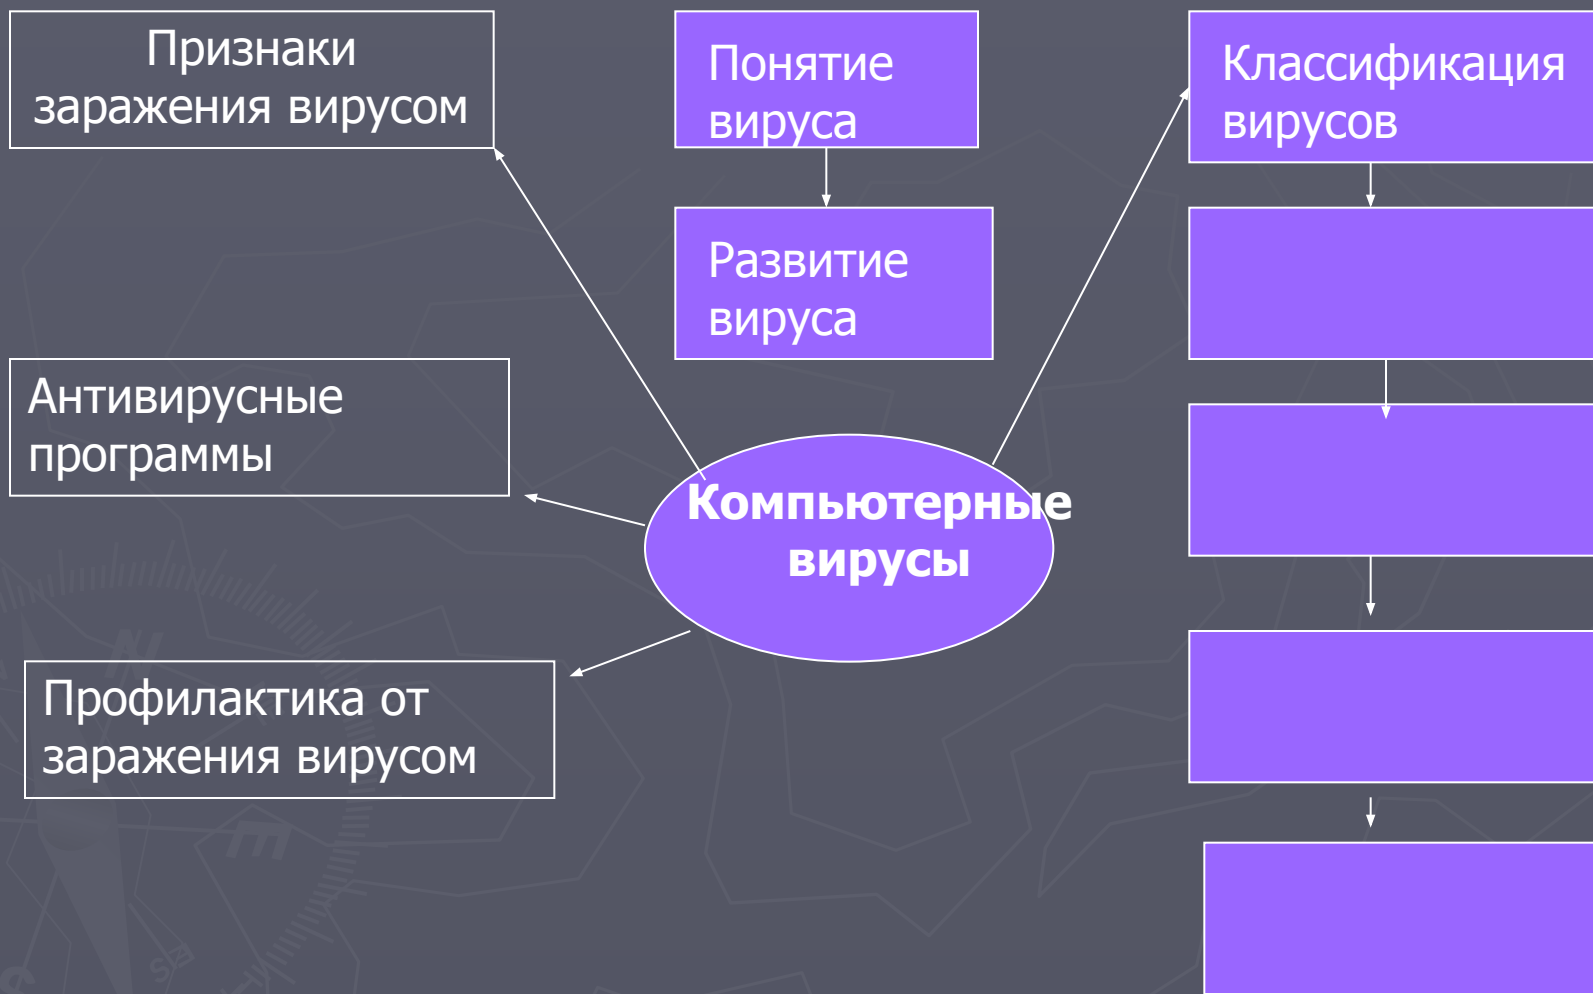 Признаки
заражения вирусом
Понятие
вируса
Классификация
вирусов
Развитие
вируса
Антивирусные
программы
Компьютерные
вирусы
Профилактика от
заражения вирусом
N
E
S
S